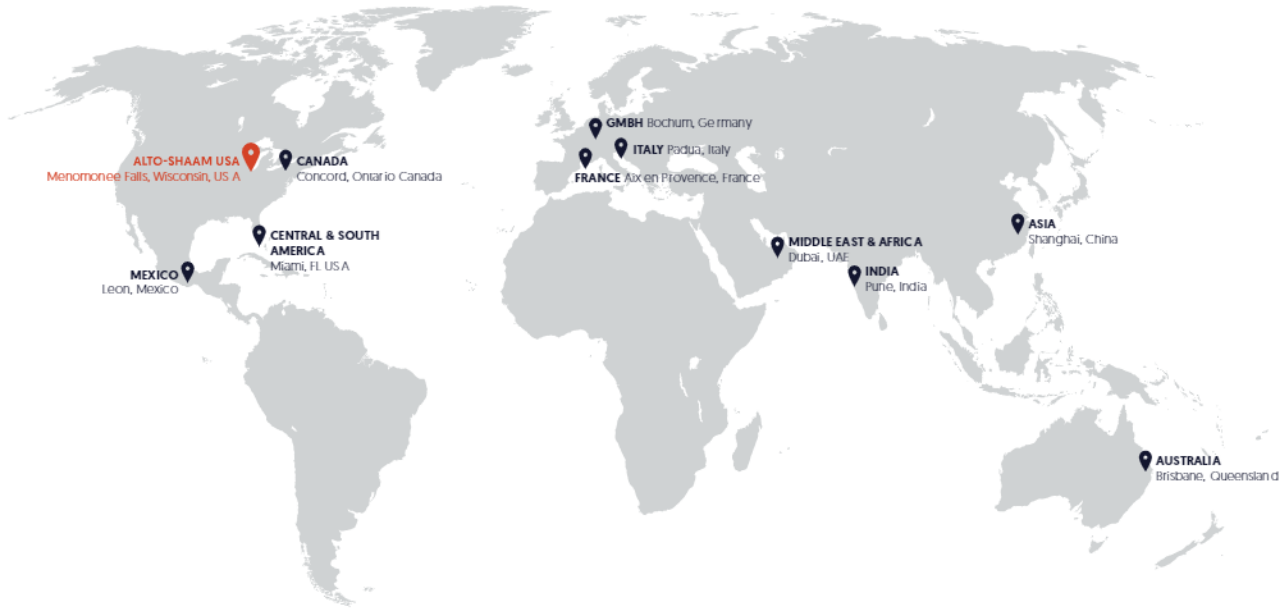 GMBH Bochum, Germany
ITALY Padua, Italy
FRANCE Aix en Provence, France
ALTO-SHAAM USA
Menomonee Falls, Wisconsin, US A
CANADA
Concord, Ontario Canada
CENTRAL & SOUTH
AMERICA
Miami, FL USA
MEXICO
Leon, Mexico
MIDDLE EAST & AFRICA
Dubai, UAE
INDIA
Pune, India
ASIA
Shanghai, China
AUSTRALIA
Brisbane, Queensland